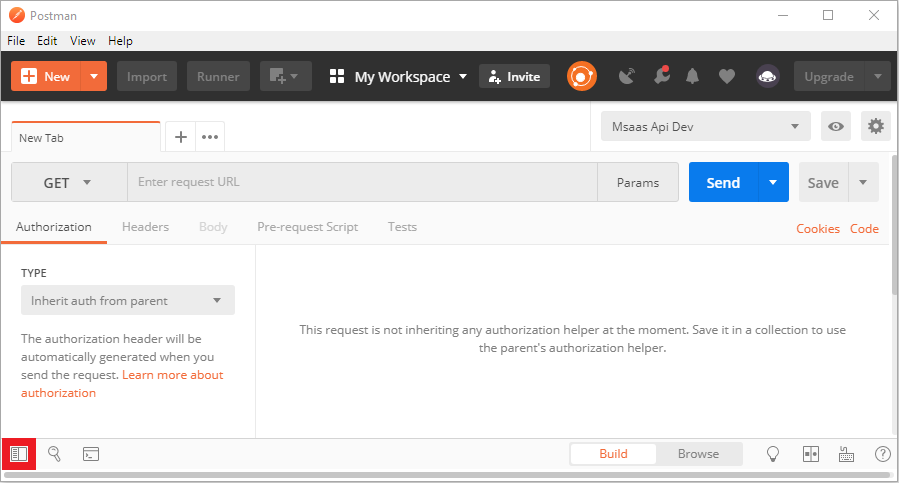 Postman
File Edit View Help
New Import Runner My Workspace Invite Upgrade
New Tab
Msaas Api Dev
GET Enter request URL Params Send Save
Authorization Headers Body Pre-request Script Tests Cookies Code
TYPE
Inherit auth from parent
The authorization header will be
automatically generated when you
send the request. Learn more about
authorization
This request is not inheriting any authorization helper at the moment. Save it in a collection to use
the parent's authorization helper.
Build Browse